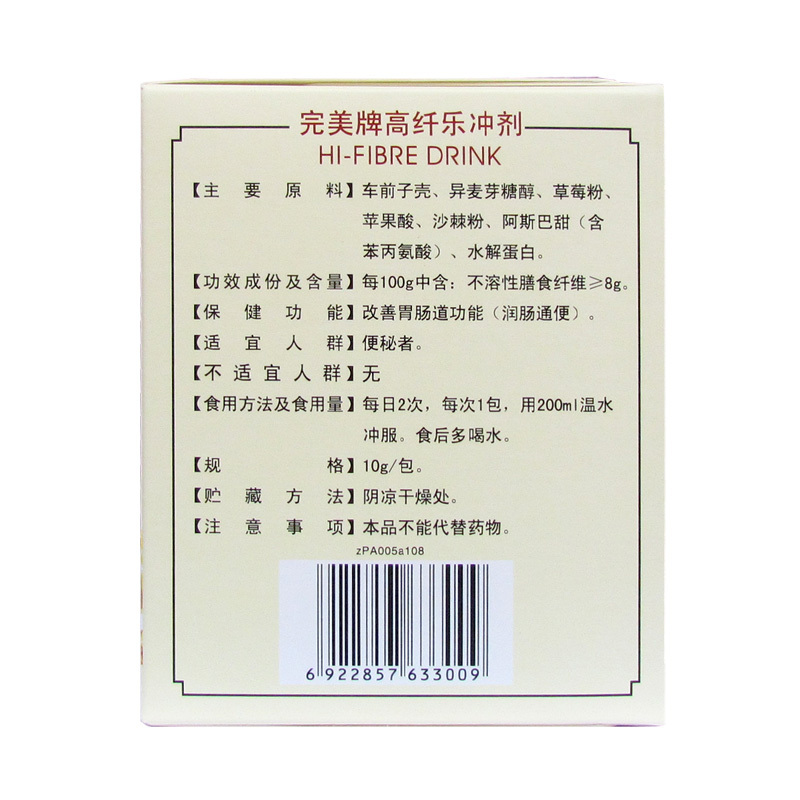 完美牌高纤乐冲剂
HI-FIBRE DRINK
【主要原料】车前子壳、异麦芽糖醇、草莓粉、
苹果酸、沙棘粉、阿斯巴甜（含
苯丙氨酸）、水解蛋白。
【功效成份及含量】每100g中含：不溶性膳食纤维≥8g。
【保健功能】改善胃肠道功能（润肠通便）。
【适宜人群】便秘者。
【不适宜人群】无
【食用方法及食用量】每日2次，每次1包，用200ml温水
冲服。食后多喝水。
【规格】10g/包。
【贮藏方法】阴凉干燥处。
【注意事项】本品不能代替药物。
zPA005a108
6 922857 633009